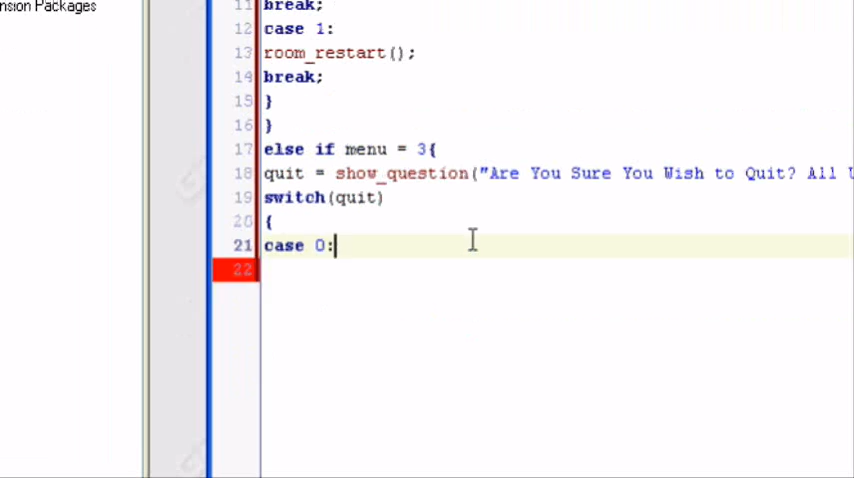 nsion Packages
11 break;
12 case 1:
13 room_restart();
14 break;
15 }
16 }
17 else if menu = 3{
18 quit = show_question("Are You Sure You Wish to Quit? All U
19 switch(quit)
20 {
21 case 0:
22